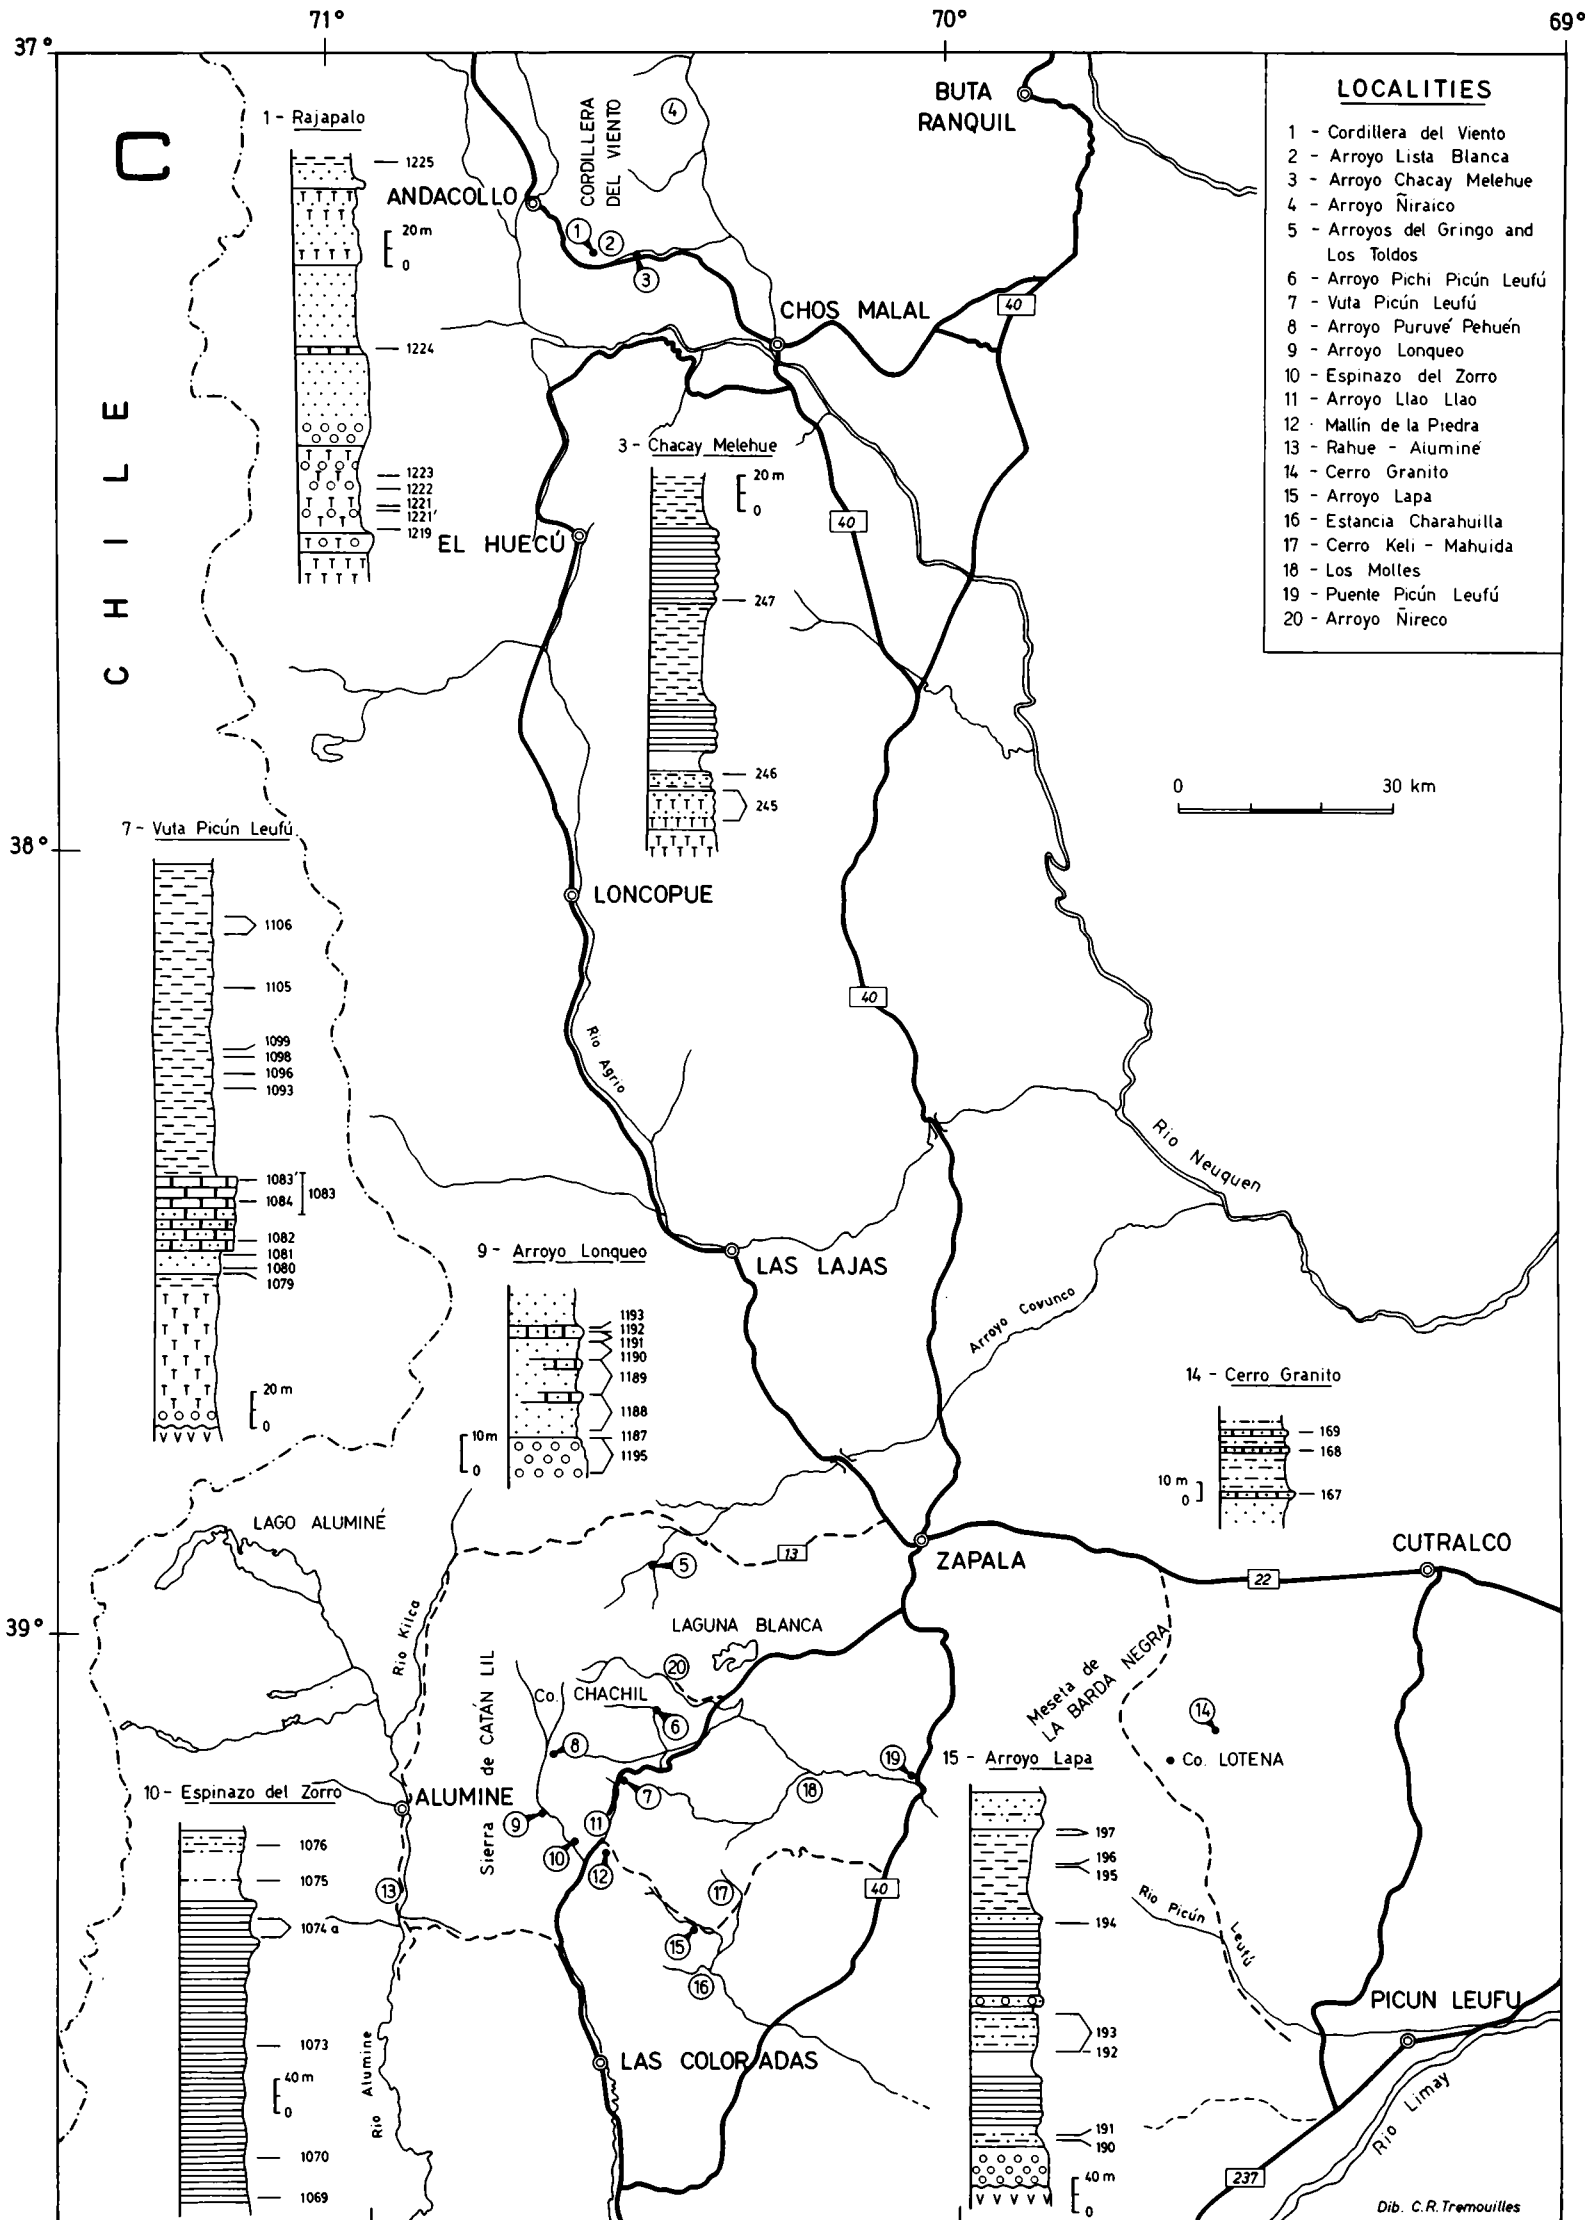 71°
70°
69°
37°
C
CHILE
1 - Rajapalo
1225
20 m
0
1224
1223
1222
1221
1221'
1219
CORDILLERA
DEL VIENTO
4
ANDACOLLO
1
2
3
BUTA
RANQUIL
LOCALITIES
1 - Cordillera del Viento
2 - Arroyo Lista Blanca
3 - Arroyo Chacay Melehue
4 - Arroyo Ñiraico
5 - Arroyos del Gringo and
Los Toldos
6 - Arroyo Pichi Picún Leufú
7 - Vuta Picún Leufú
8 - Arroyo Puruvé Pehuén
9 - Arroyo Lonqueo
10 - Espinazo del Zorro
11 - Arroyo Llao Llao
12 · Mallín de la Piedra
13 - Rahue - Aluminé
14 - Cerro Granito
15 - Arroyo Lapa
16 - Estancia Charahuilla
17 - Cerro Keli - Mahuida
18 - Los Molles
19 - Puente Picún Leufú
20 - Arroyo Ñireco
CHOS MALAL
40
40
EL HUECÚ
3 - Chacay Melehue
20 m
0
247
246
245
0 30 km
38°
7 - Vuta Picún Leufú
1106
1105
1099
1098
1096
1093
1083'
1084
1083
1082
1081
1080
1079
20 m
0
LONCOPUE
40
Rio Agrio
Rio Neuquen
LAS LAJAS
Arroyo Covunco
9 - Arroyo Lonqueo
1193
1192
1191
1190
1189
1188
1187
1195
10m
0
14 - Cerro Granito
169
168
167
10 m
0
LAGO ALUMINÉ
13
ZAPALA
CUTRALCO
22
5
39°
Rio Kilca
LAGUNA BLANCA
20
Sierra de CATÁN LIL
Co. CHACHIL
6
8
7
9
11
10
12
18
19
17
15
16
40
Meseta de
LA BARDA NEGRA
14
Co. LOTENA
ALUMINE
13
10 - Espinazo del Zorro
1076
1075
1074 a
1073
40 m
0
1070
1069
Rio Alumine
LAS COLORADAS
15 - Arroyo Lapa
197
196
195
194
193
192
191
190
40 m
0
Rio Picún Leufú
PICUN LEUFU
Rio Limay
237
Dib. C.R. Tremouilles